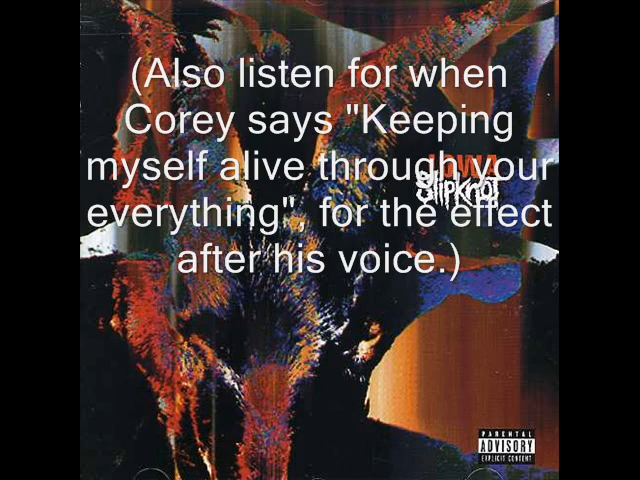 (Also listen for when
Corey says "Keeping
myself alive through your
everything", for the effect
after his voice.)
IOWA
Slipknot
PARENTAL
ADVISORY
EXPLICIT CONTENT